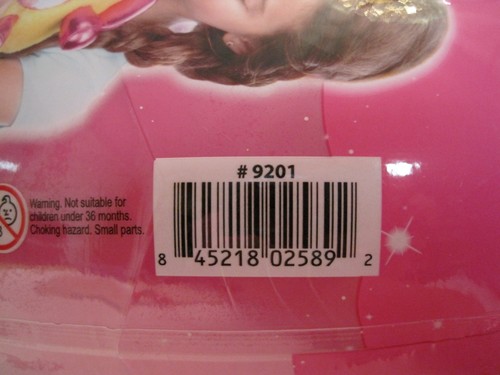 # 9201
Warning. Not suitable for
children under 36 months.
Choking hazard. Small parts.
8 45218 02589 2